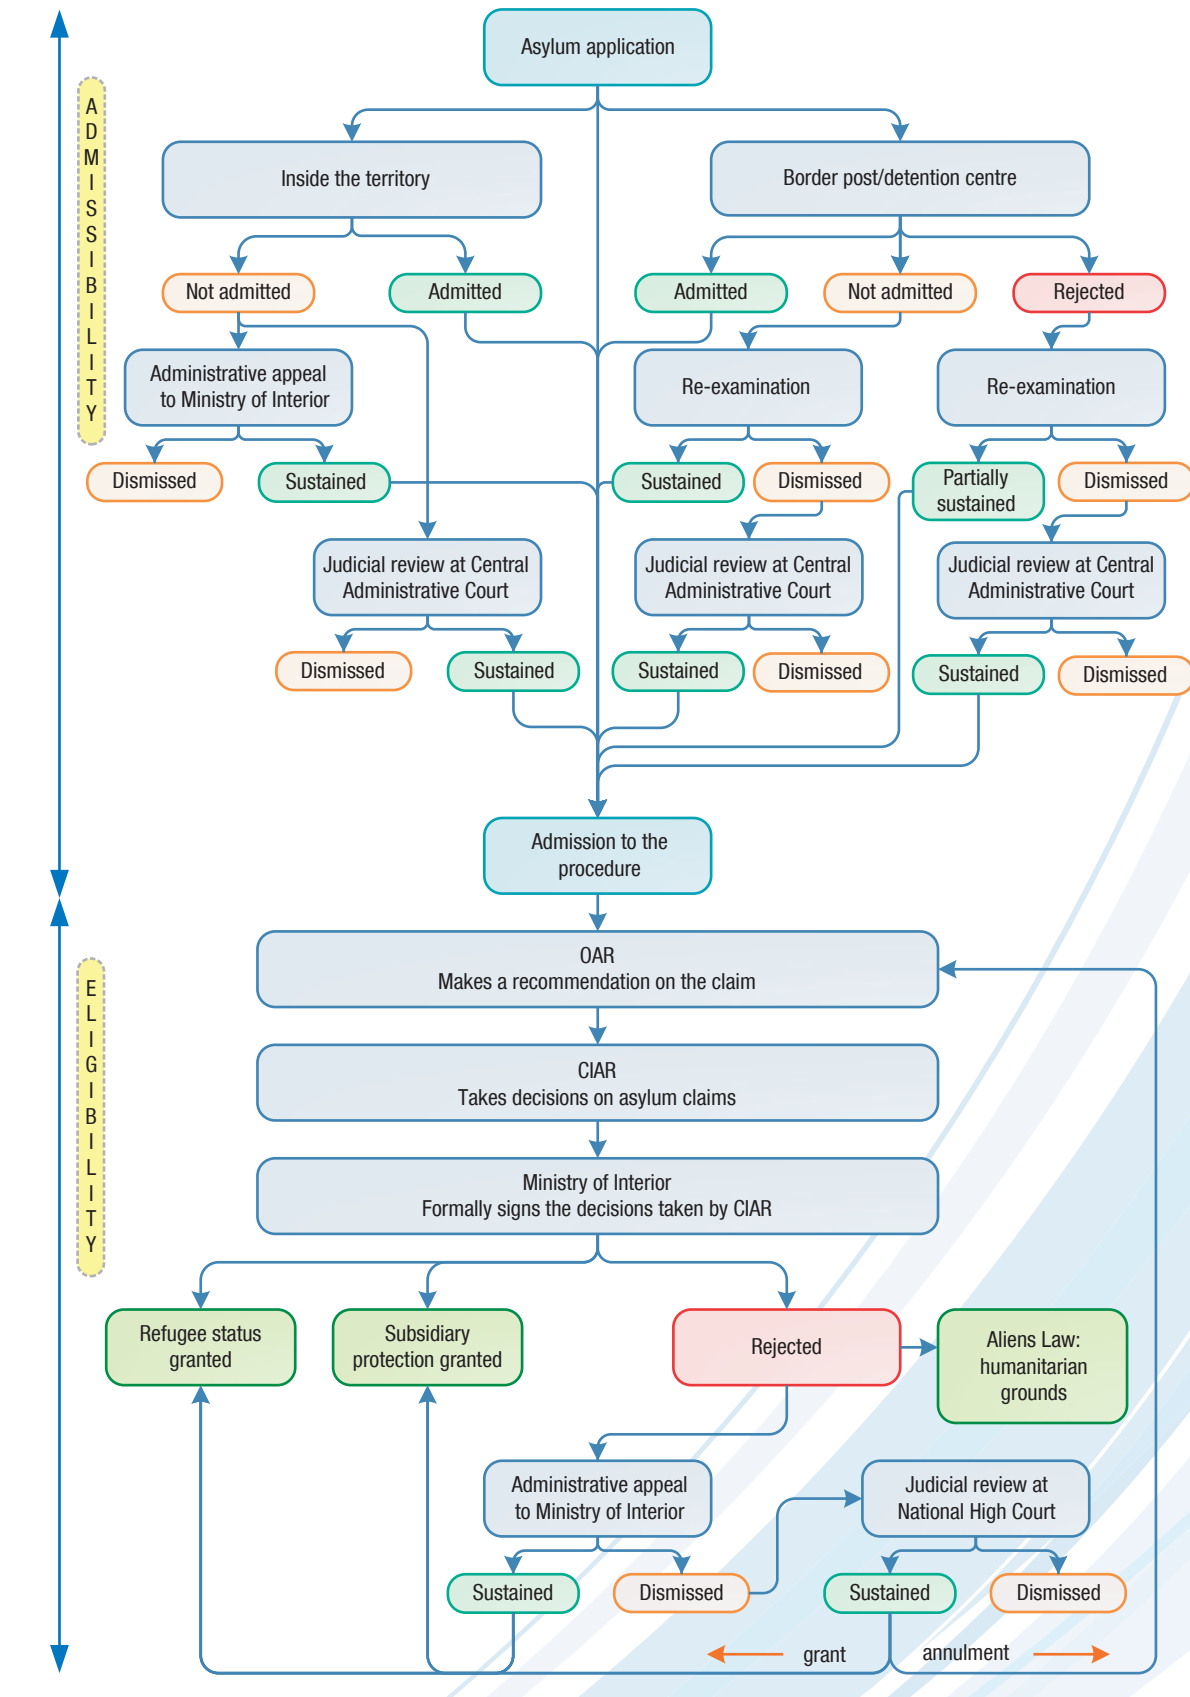 Asylum application
ADMISSIBILITY
Inside the territory
Border post/detention centre
Not admitted
Admitted
Admitted
Not admitted
Rejected
Administrative appeal
to Ministry of Interior
Re-examination
Re-examination
Dismissed
Sustained
Sustained
Dismissed
Partially
sustained
Dismissed
Judicial review at Central
Administrative Court
Judicial review at Central
Administrative Court
Judicial review at Central
Administrative Court
Dismissed
Sustained
Sustained
Dismissed
Sustained
Dismissed
Admission to the
procedure
ELIGIBILITY
OAR
Makes a recommendation on the claim
CIAR
Takes decisions on asylum claims
Ministry of Interior
Formally signs the decisions taken by CIAR
Refugee status
granted
Subsidiary
protection granted
Rejected
Aliens Law:
humanitarian
grounds
Administrative appeal
to Ministry of Interior
Judicial review at
National High Court
Sustained
Dismissed
Sustained
Dismissed
grant
annulment